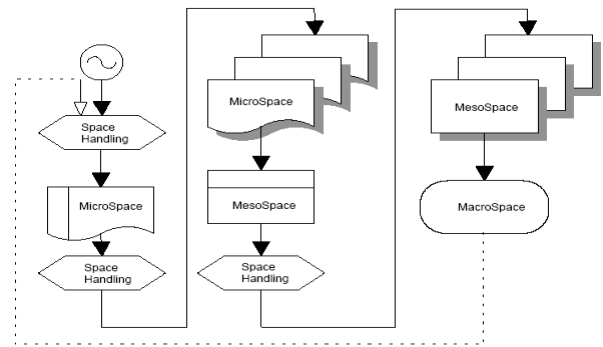 Space
Handling
MicroSpace
Space
Handling
MicroSpace
MesoSpace
Space
Handling
MesoSpace
MacroSpace